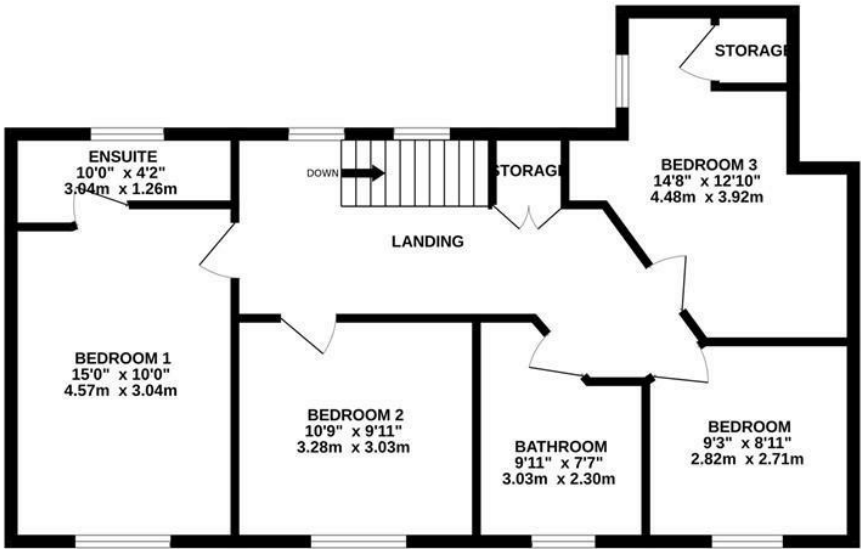 STORAGE
ENSUITE
10'0" x 4'2"
3.04m x 1.26m
DOWN
STORAGE
BEDROOM 3
14'8" x 12'10"
4.48m x 3.92m
LANDING
BEDROOM 1
15'0" x 10'0"
4.57m x 3.04m
BEDROOM 2
10'9" x 9'11"
3.28m x 3.03m
BATHROOM
9'11" x 7'7"
3.03m x 2.30m
BEDROOM
9'3" x 8'11"
2.82m x 2.71m